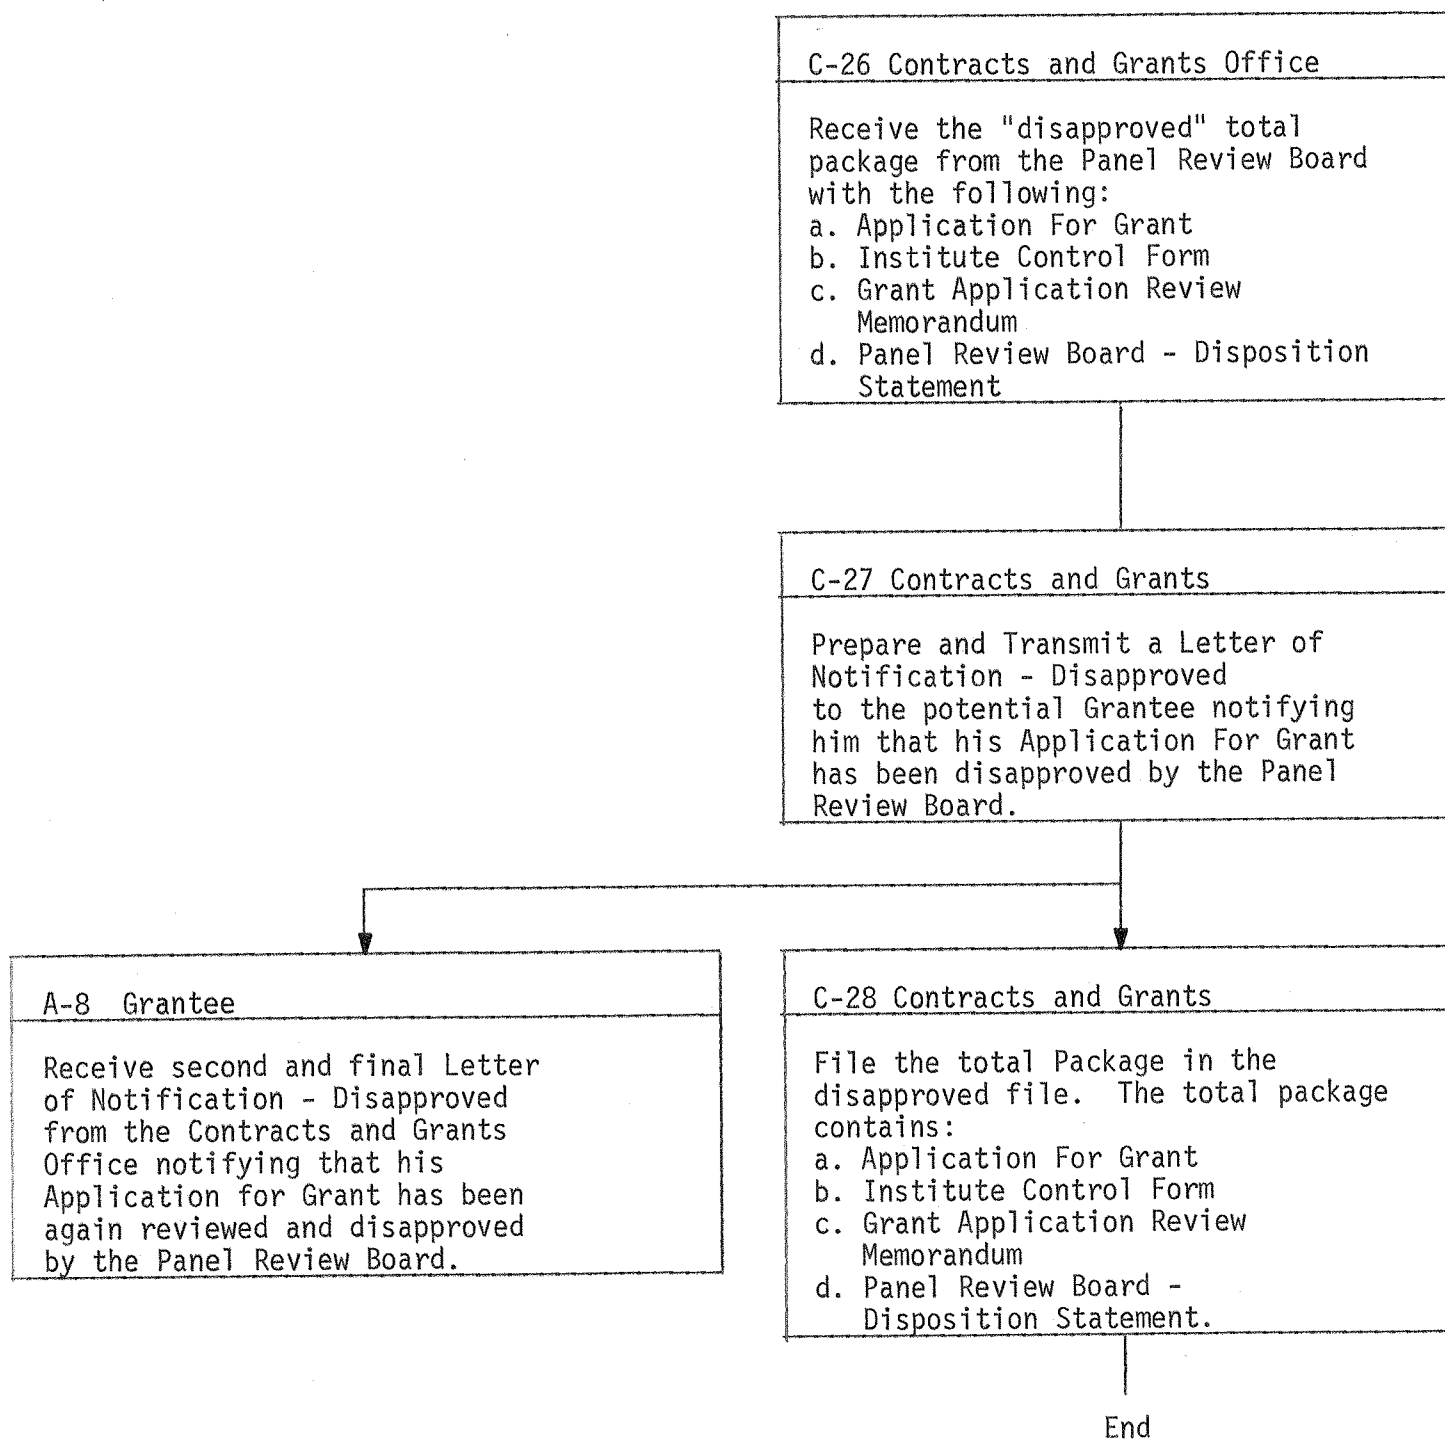 C-26 Contracts and Grants Office
Receive the "disapproved" total
package from the Panel Review Board
with the following:
a. Application For Grant
b. Institute Control Form
c. Grant Application Review
Memorandum
d. Panel Review Board - Disposition
Statement
C-27 Contracts and Grants
Prepare and Transmit a Letter of
Notification - Disapproved
to the potential Grantee notifying
him that his Application For Grant
has been disapproved by the Panel
Review Board.
A-8 Grantee
Receive second and final Letter
of Notification - Disapproved
from the Contracts and Grants
Office notifying that his
Application for Grant has been
again reviewed and disapproved
by the Panel Review Board.
C-28 Contracts and Grants
File the total Package in the
disapproved file. The total package
contains:
a. Application For Grant
b. Institute Control Form
c. Grant Application Review
Memorandum
d. Panel Review Board -
Disposition Statement.
End